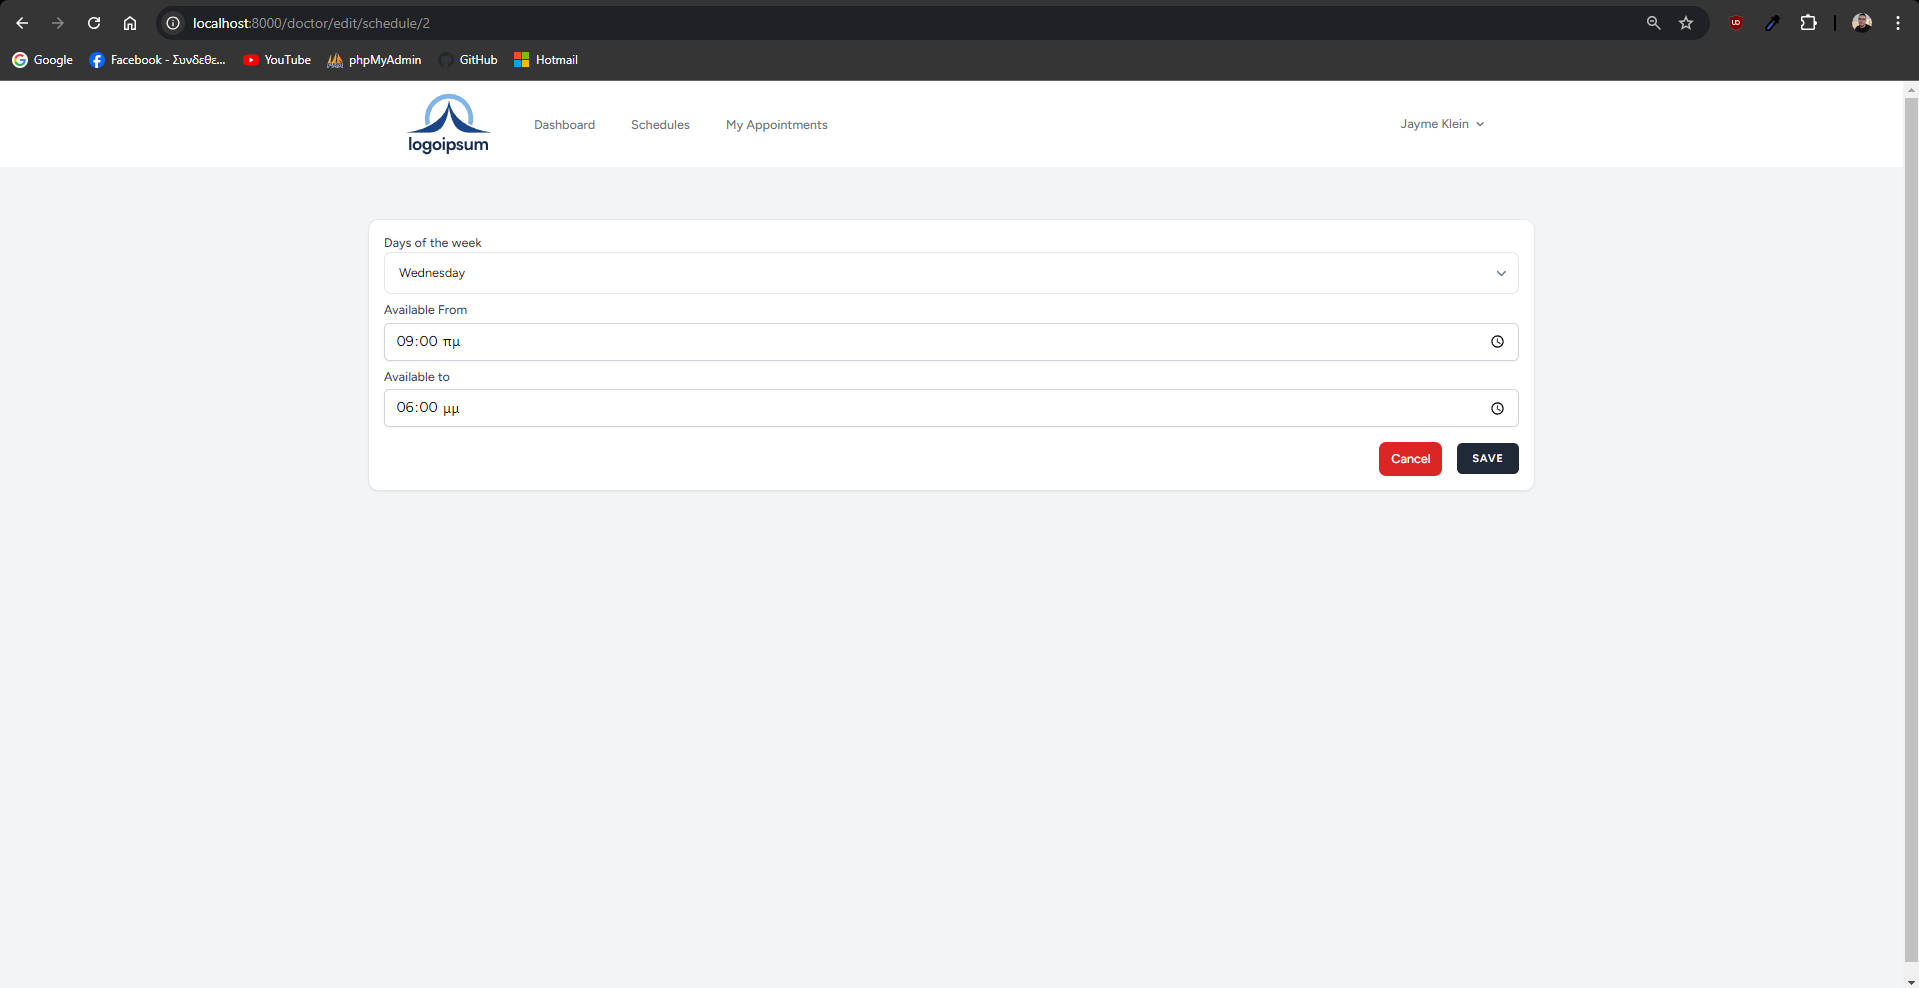 localhost:8000/doctor/edit/schedule/2
Google Facebook - Συνδεθε... YouTube phpMyAdmin GitHub Hotmail
logoipsum Dashboard Schedules My Appointments Jayme Klein
Days of the week
Wednesday
Available From
09:00 πμ
Available to
06:00 μμ
Cancel SAVE